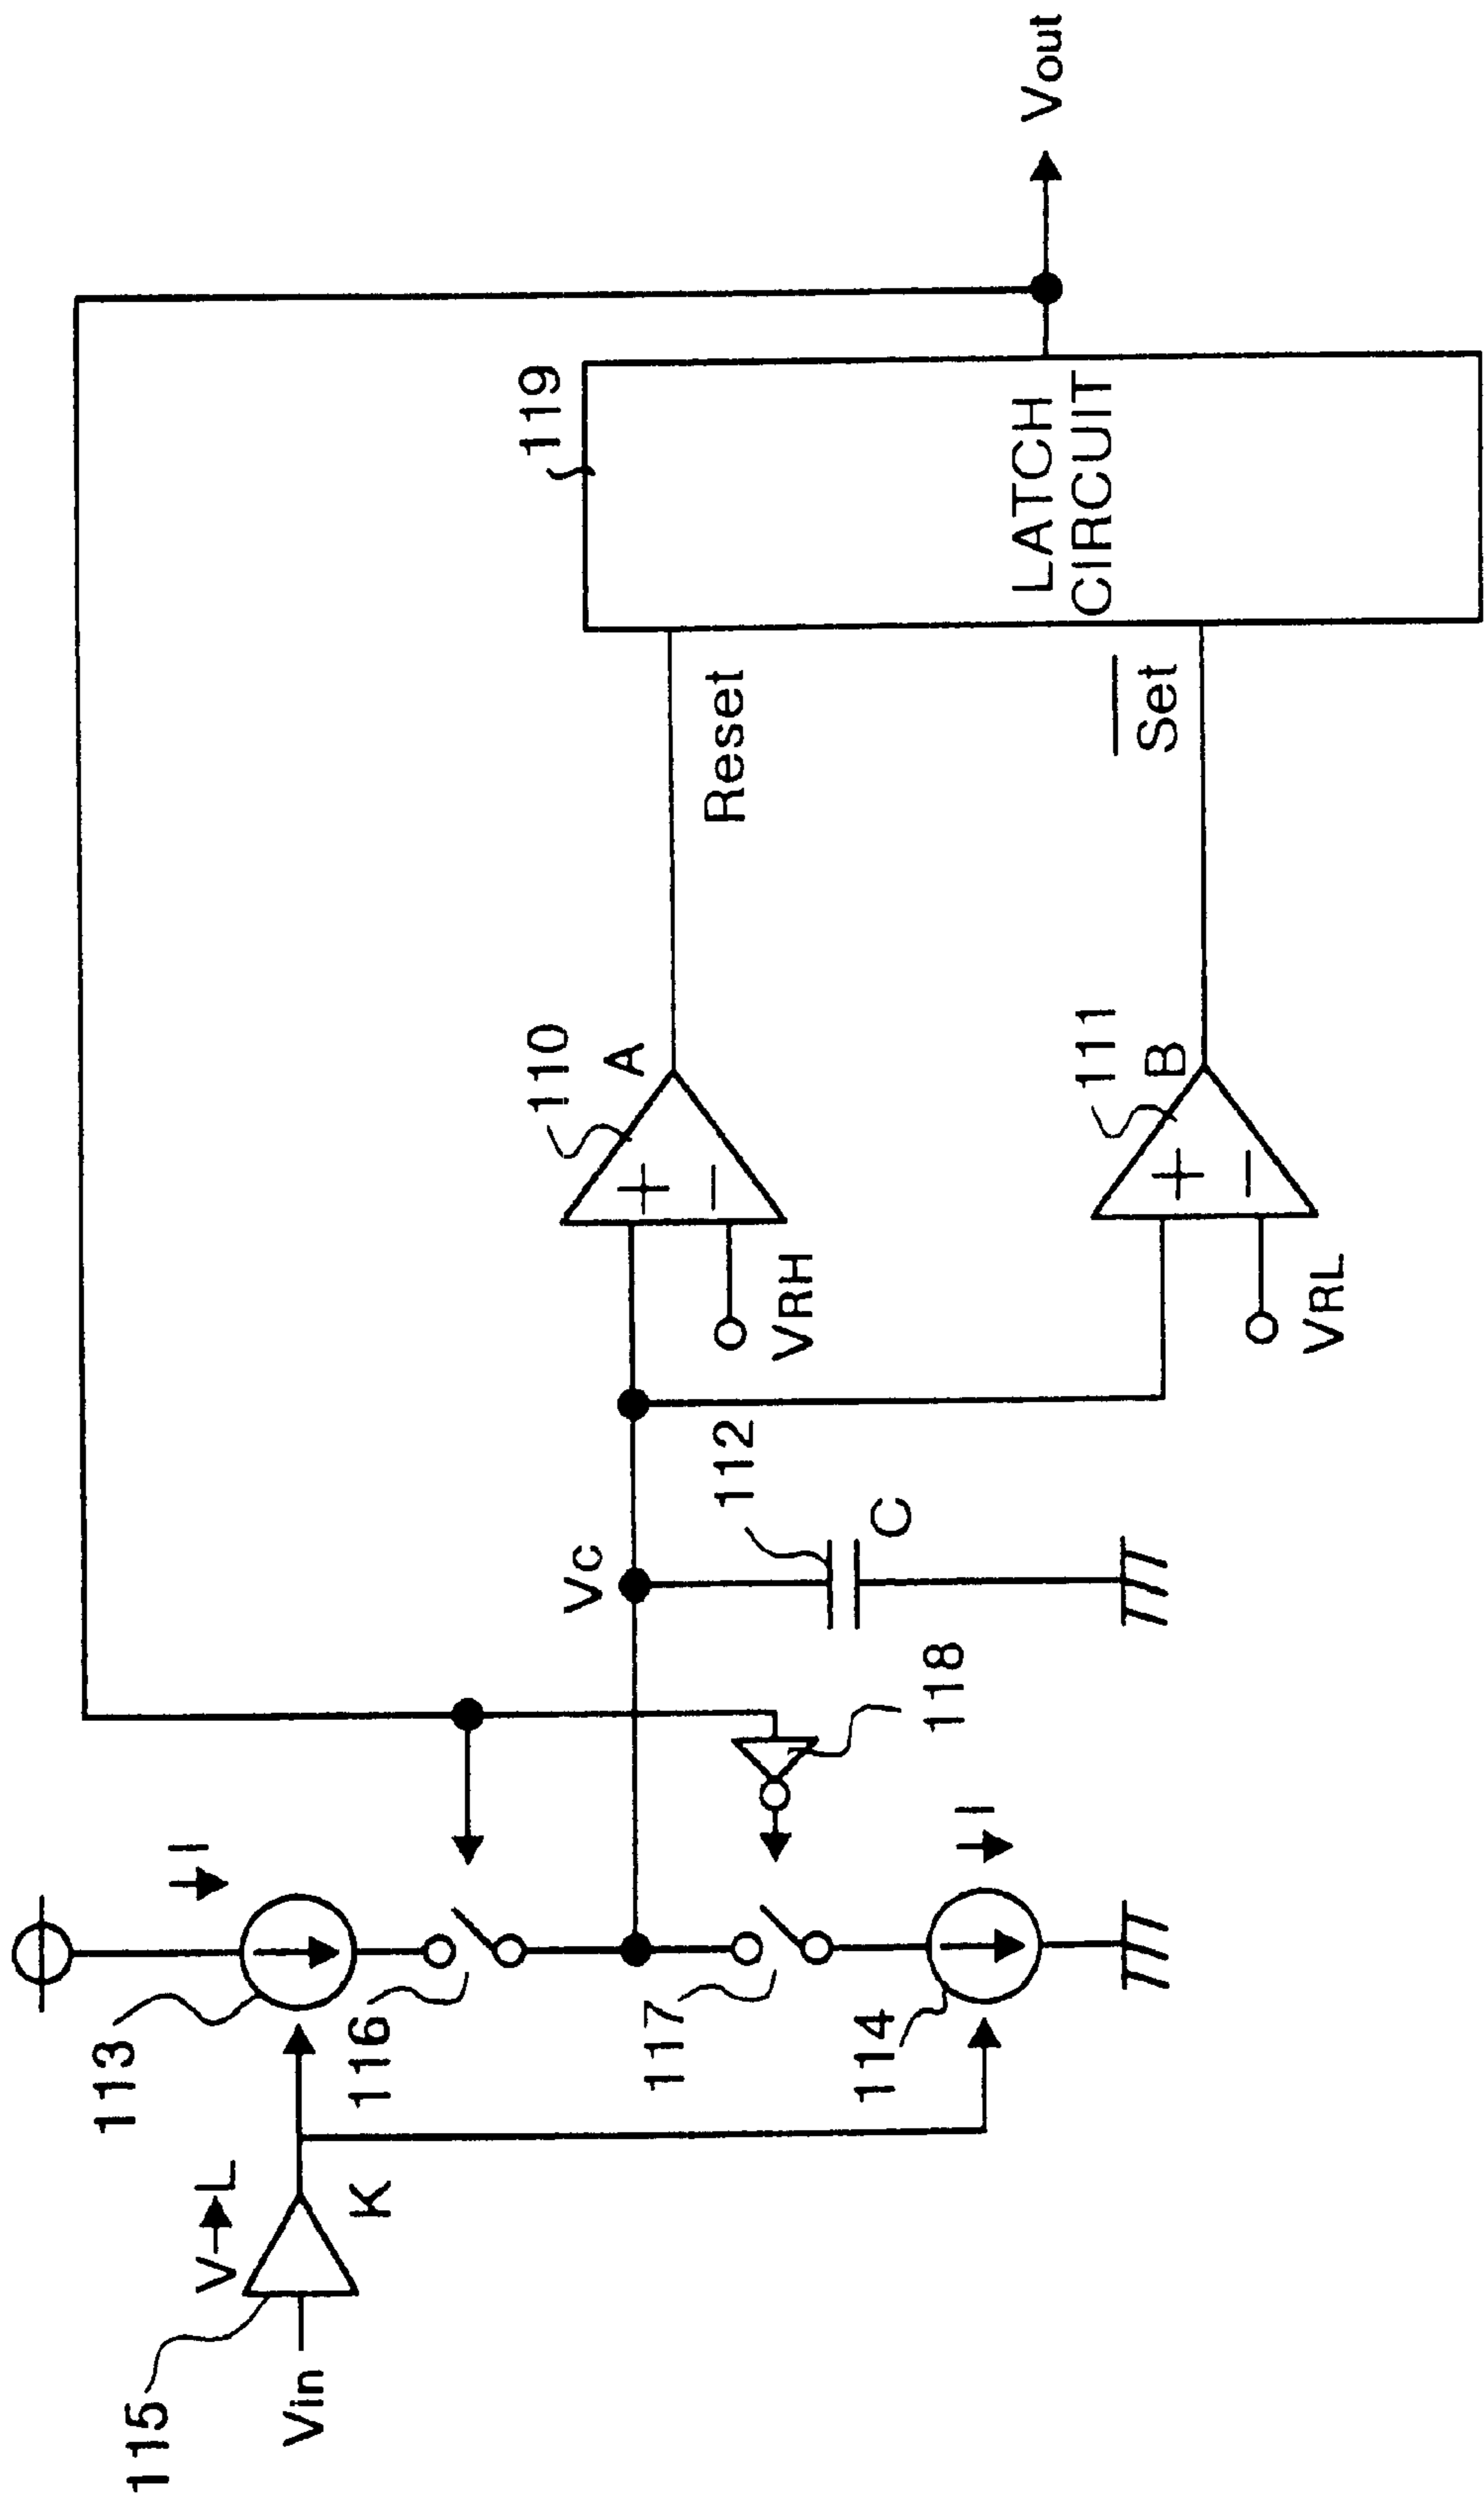 115
Vin
V→L
K
113
I
116
117
114
I
118
Vc
112
C
VRH
VRL
110
A
+
−
111
B
+
−
Reset
Set
119
LATCH
CIRCUIT
Vout